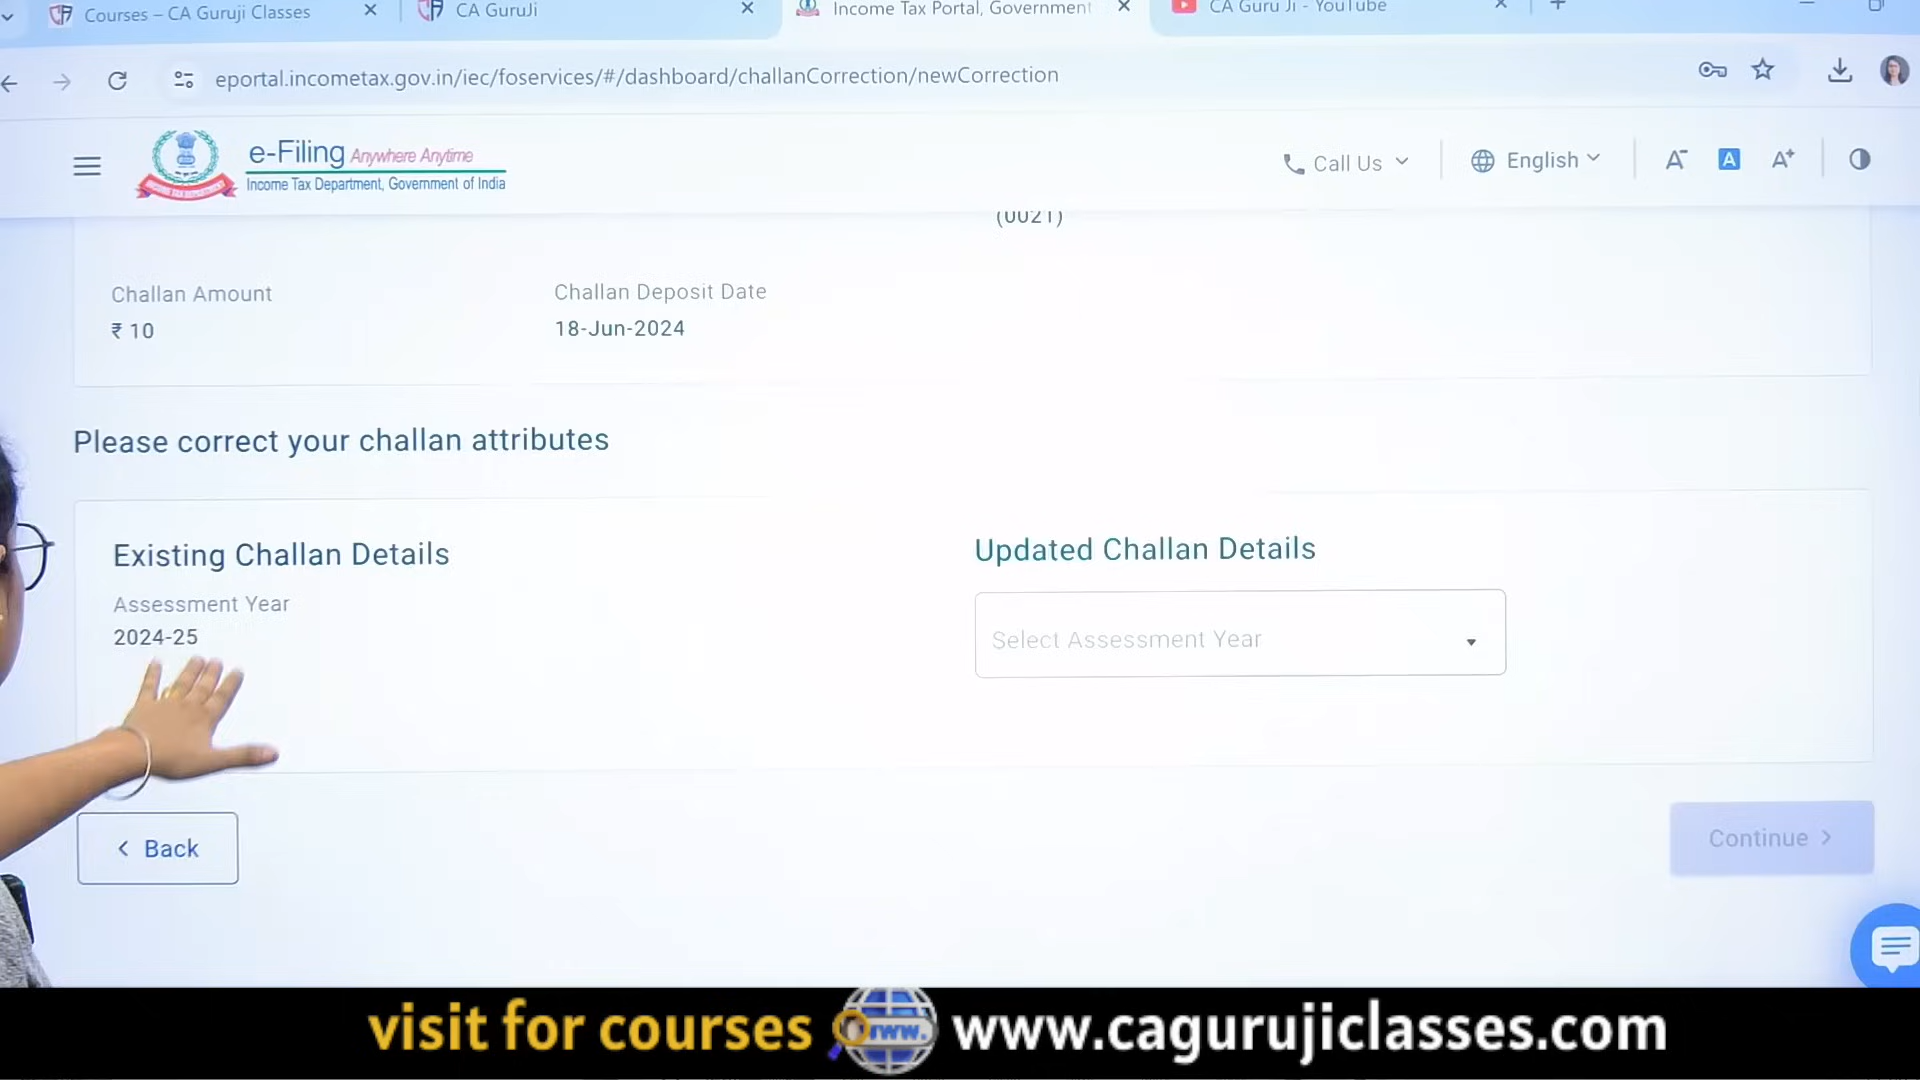 Courses – CA Guruji Classes
CA GuruJi
Income Tax Portal, Government
CA Guru Ji - YouTube
eportal.incometax.gov.in/iec/foservices/#/dashboard/challanCorrection/newCorrection
e-Filing Anywhere Anytime
Income Tax Department, Government of India
Call Us
English
A-
A
A+
(0021)
Challan Amount
₹ 10
Challan Deposit Date
18-Jun-2024
Please correct your challan attributes
Existing Challan Details
Assessment Year
2024-25
Updated Challan Details
Select Assessment Year
< Back
Continue >
visit for courses www. www.cagurujiclasses.com